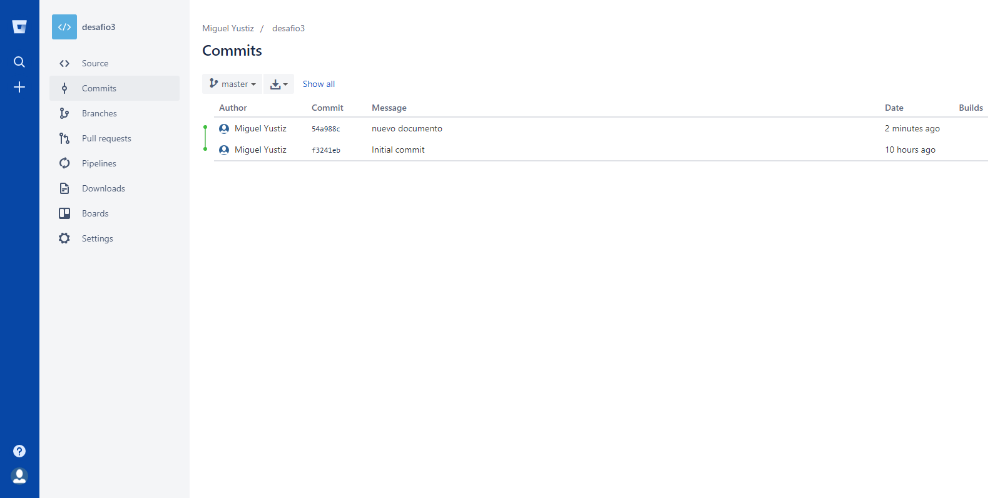 desafio3
Source
Commits
Branches
Pull requests
Pipelines
Downloads
Boards
Settings
Miguel Yustiz / desafio3
Commits
master Show all
Author Commit Message Date Builds
Miguel Yustiz 54a988c nuevo documento 2 minutes ago
Miguel Yustiz f3241eb Initial commit 10 hours ago